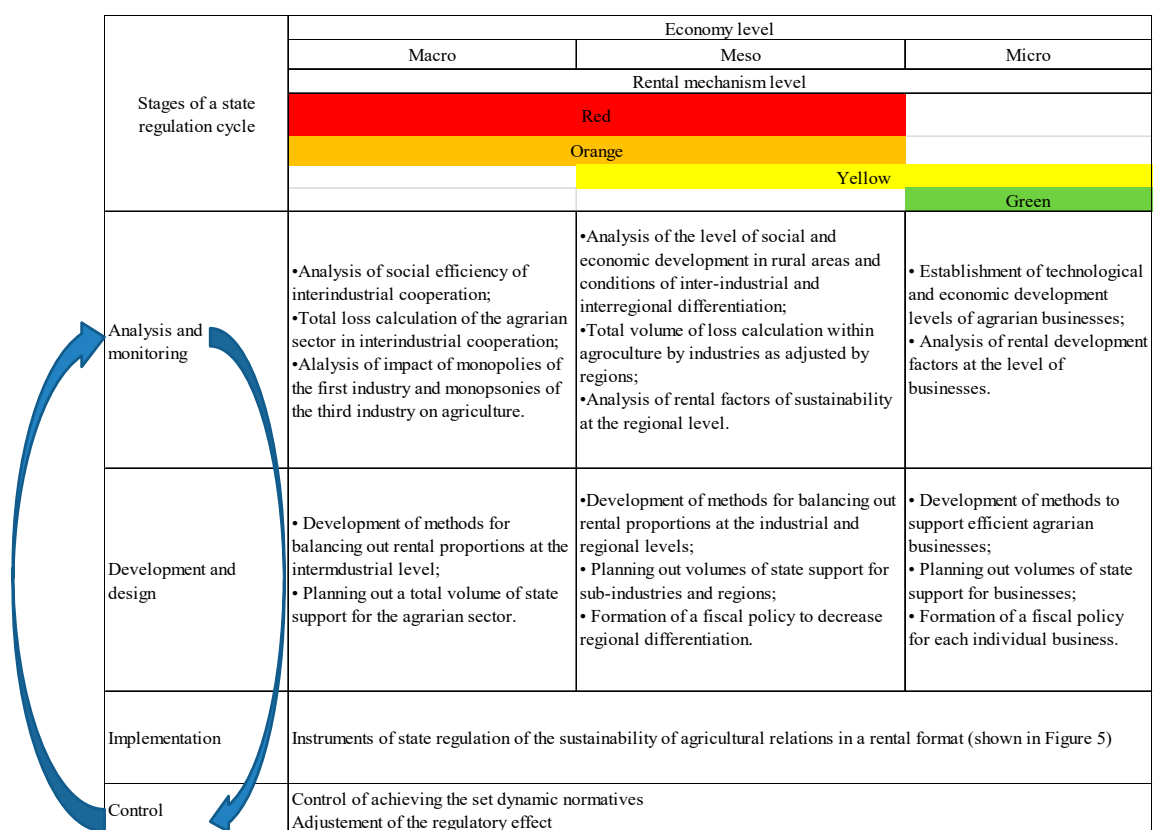 Economy level
Macro
Meso
Micro
Rental mechanism level
Stages of a state
regulation cycle
Red
Orange
Yellow
Green
Analysis and
monitoring
•Analysis of social efficiency of
interindustrial cooperation;
•Total loss calculation of the agrarian
sector in interindustrial cooperation;
•Alalysis of impact of monopolies of
the first industry and monopsonies of
the third industry on agriculture.
•Analysis of the level of social and
economic development in rural areas and
conditions of inter-industrial and
interregional differentiation;
•Total volume of loss calculation within
agroculture by industries as adjusted by
regions;
•Analysis of rental factors of sustainability
at the regional level.
• Establishment of technological
and economic development
levels of agrarian businesses;
• Analysis of rental development
factors at the level of
businesses.
Development and
design
• Development of methods for
balancing out rental proportions at the
intermdustrial level;
• Planning out a total volume of state
support for the agrarian sector.
•Development of methods for balancing out
rental proportions at the industrial and
regional levels;
• Planning out volumes of state support for
sub-industries and regions;
• Formation of a fiscal policy to decrease
regional differentiation.
• Development of methods to
support efficient agrarian
businesses;
• Planning out volumes of state
support for businesses;
• Formation of a fiscal policy
for each individual business.
Implementation
Instruments of state regulation of the sustainability of agricultural relations in a rental format (shown in Figure 5)
Control
Control of achieving the set dynamic normatives
Adjustement of the regulatory effect